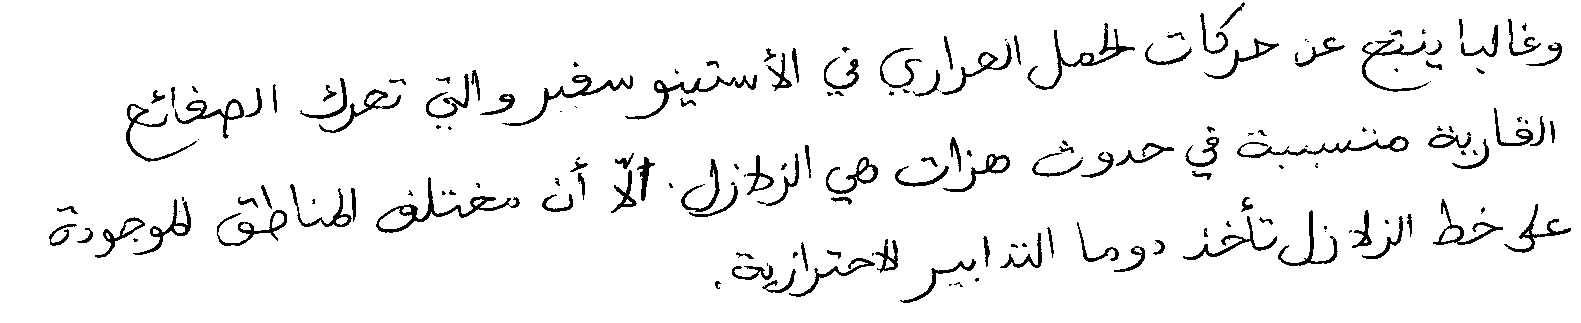 وغالبا ينتج عن حركات الحمل الحراري في الأستينوسفير والتي تحرك الصفائح
القارية متسببة في حدوث هزات هي الزلازل. ألّا أن مختلف المناطق الموجودة
على خط الزلازل تأخذ دوما التدابير الاحترازية.